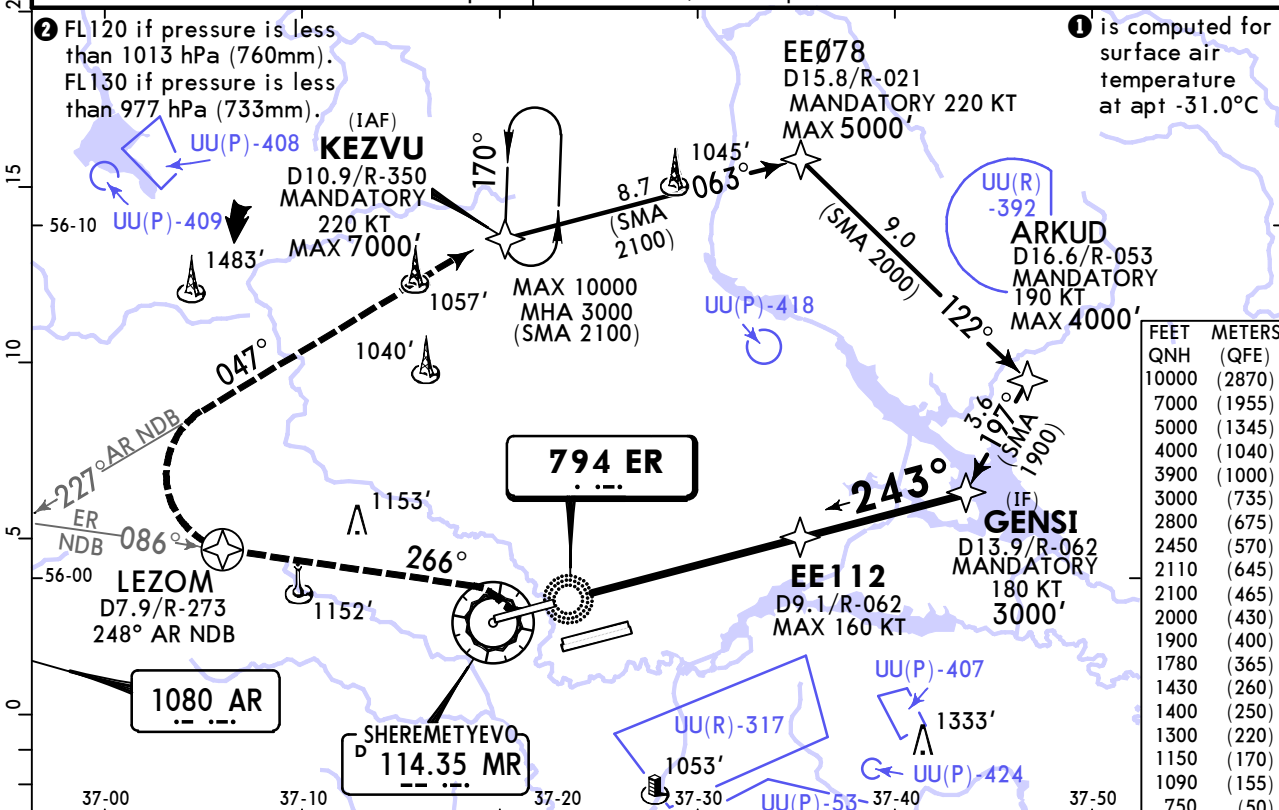 ❷ FL120 if pressure is less
than 1013 hPa (760mm).
FL130 if pressure is less
than 977 hPa (733mm).
❶ is computed for
surface air
temperature
at apt -31.0°C
EEØ78
D15.8/R-021
MANDATORY 220 KT
MAX 5000'
(IAF)
KEZVU
D10.9/R-350
MANDATORY
220 KT
MAX 7000'
170°
UU(P)-408
UU(P)-409
1483'
1057'
1040'
1045'
8.7
063°
(SMA
2100)
MAX 10000
MHA 3000
(SMA 2100)
9.0
(SMA 2000)
122°
UU(R)
-392
ARKUD
D16.6/R-053
MANDATORY
190 KT
MAX 4000'
UU(P)-418
047°
227° AR NDB
ER
NDB 086°
LEZOM
D7.9/R-273
248° AR NDB
1153'
1152'
266°
794 ER
3.6
197°
(SMA
1900)
243°
(IF)
GENSI
D13.9/R-062
MANDATORY
180 KT
3000'
EE112
D9.1/R-062
MAX 160 KT
1080 AR
SHEREMETYEVO
D 114.35 MR
UU(R)-317
1053'
UU(P)-407
1333'
UU(P)-424
UU(P)-53
FEET METERS
QNH (QFE)
10000 (2870)
7000 (1955)
5000 (1345)
4000 (1040)
3900 (1000)
3000 (735)
2800 (675)
2450 (570)
2110 (645)
2100 (465)
2000 (430)
1900 (400)
1780 (365)
1430 (260)
1400 (250)
1300 (220)
1150 (170)
1090 (155)
750 (50)
15
10
5
0
56-10
56-00
37-00
37-10
37-20
37-30
37-40
37-50